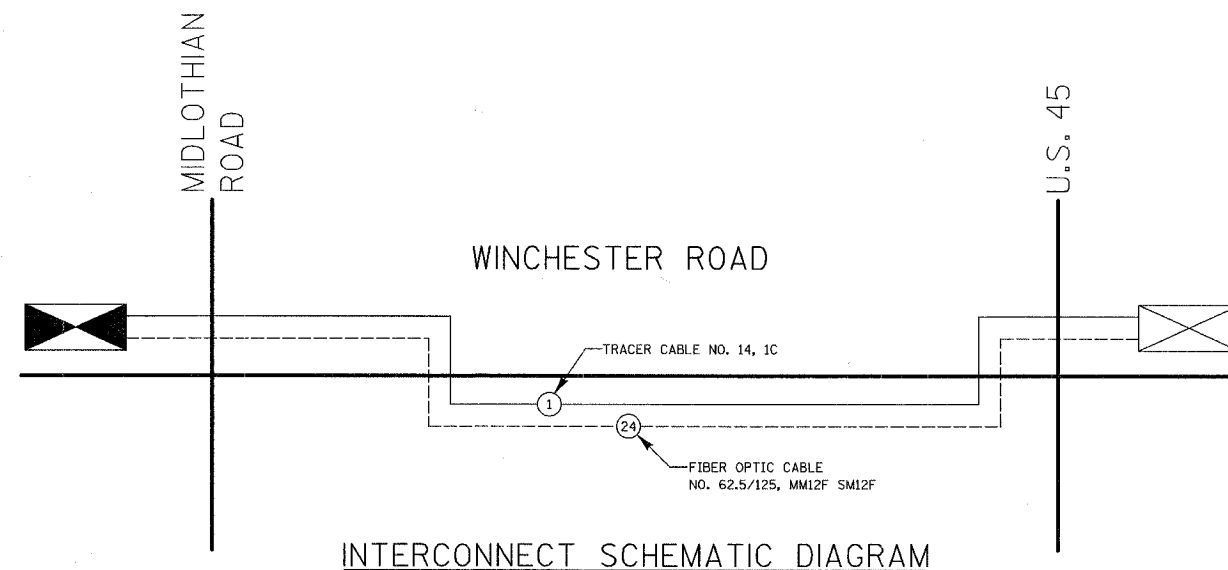 MIDLOTHIAN
ROAD
U.S. 45
WINCHESTER ROAD
TRACER CABLE NO. 14, 1C
1
24
FIBER OPTIC CABLE
NO. 62.5/125, MM12F SM12F
INTERCONNECT SCHEMATIC DIAGRAM